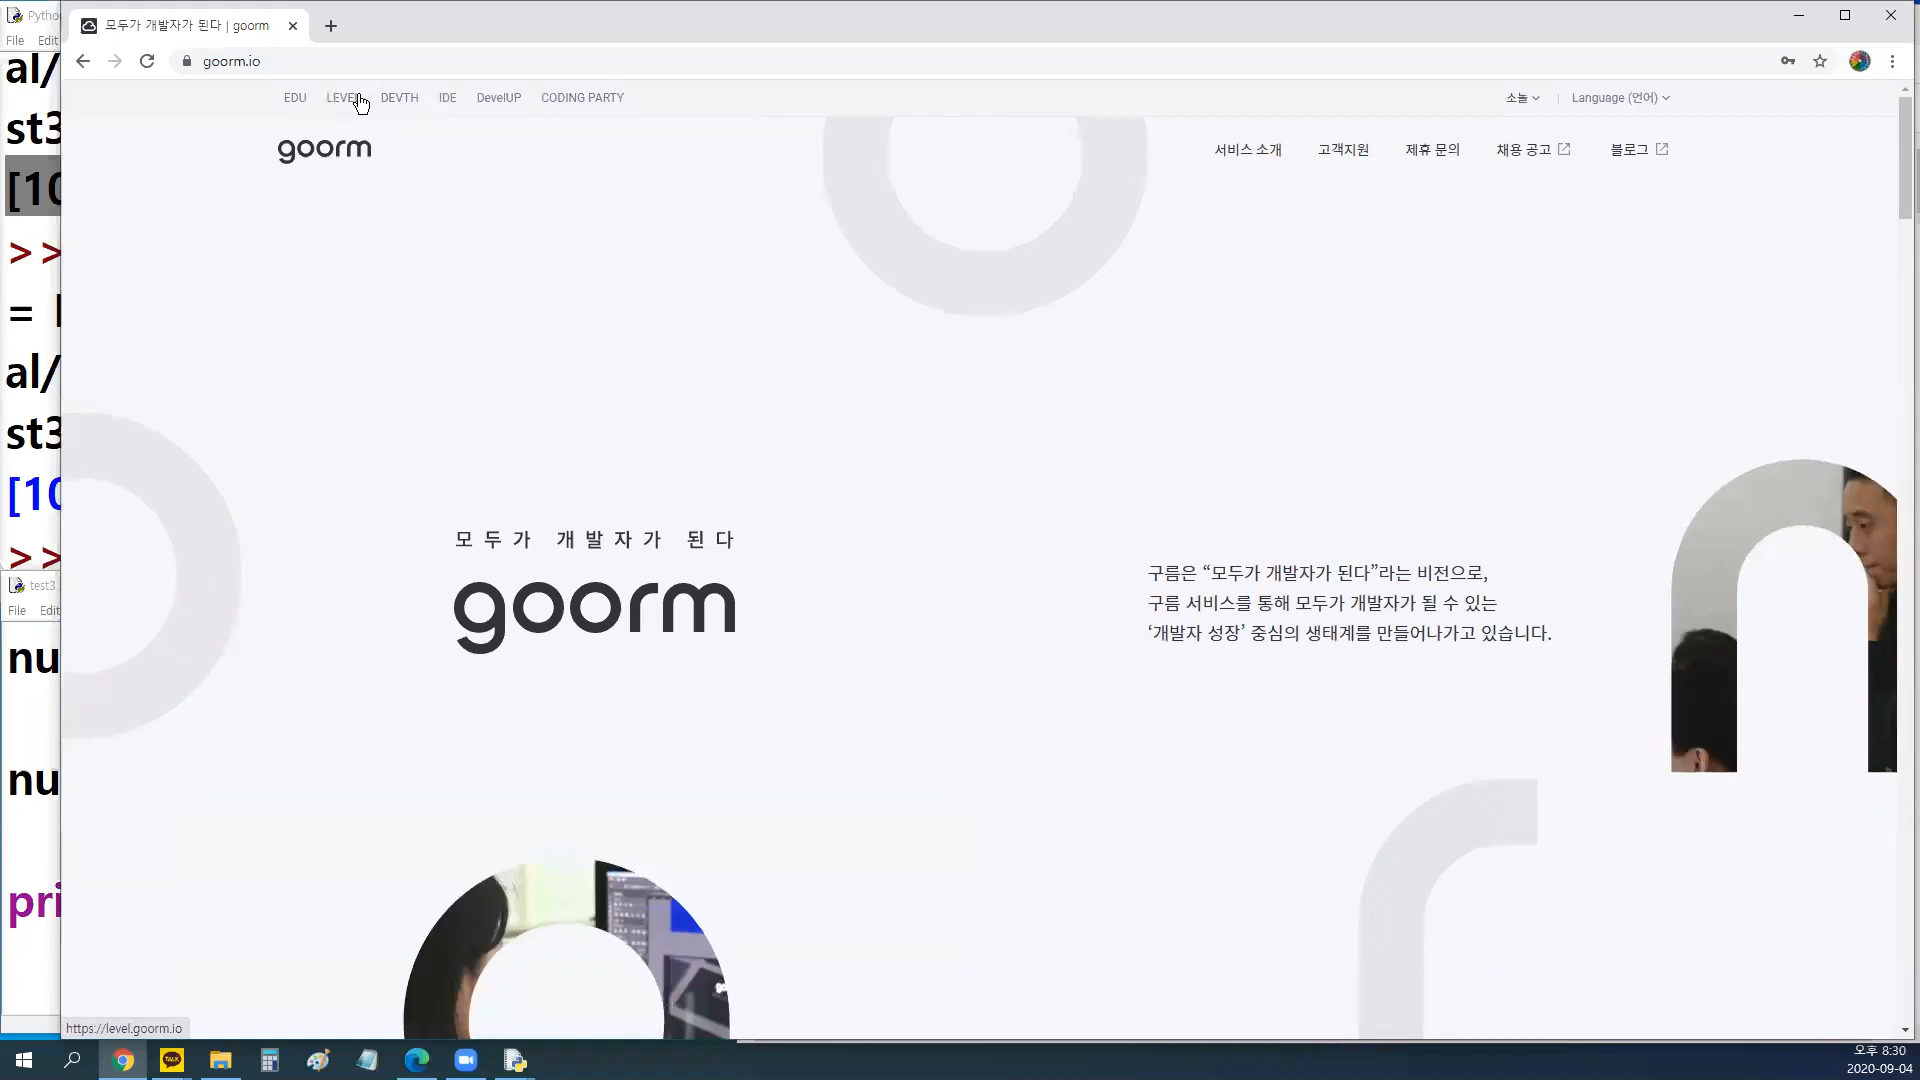 Pytho
모두가 개발자가 된다 | goorm
File Edit
goorm.io
al/
st3
[10
>>
=
al/
st3
[10
>>
test3
File Edit
nu
nu
pri
EDU LEVEL DEVTH IDE DevelUP CODING PARTY
소놀 | Language (언어)
goorm
서비스 소개 고객지원 제휴 문의 채용 공고 블로그
모두가 개발자가 된다
goorm
구름은 “모두가 개발자가 된다”라는 비전으로,
구름 서비스를 통해 모두가 개발자가 될 수 있는
‘개발자 성장’ 중심의 생태계를 만들어나가고 있습니다.
https://level.goorm.io
TALK
오후 8:30
2020-09-04